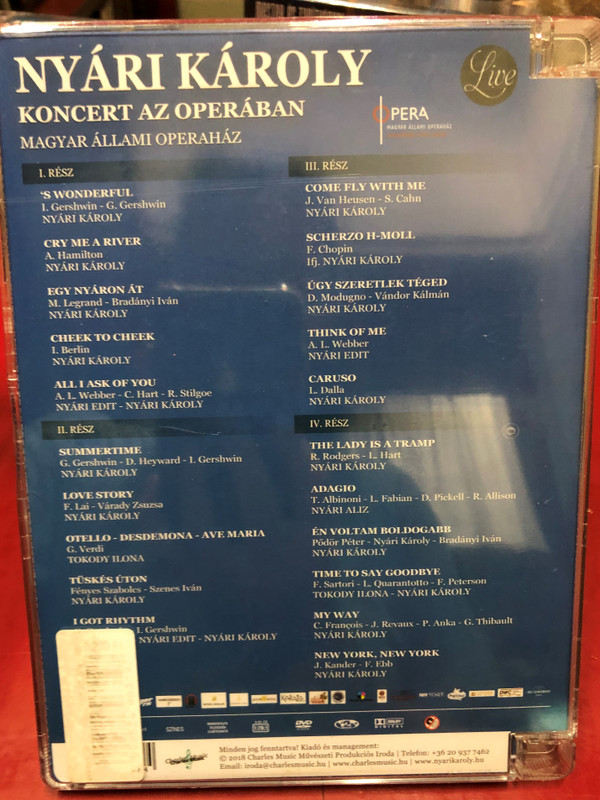 NYÁRI KÁROLY
Live
KONCERT AZ OPERÁBAN
MAGYAR ÁLLAMI OPERAHÁZ
OPERA
MAGYAR ÁLLAMI OPERAHÁZ
I. RÉSZ
'S WONDERFUL
I. Gershwin - G. Gershwin
NYÁRI KÁROLY
CRY ME A RIVER
A. Hamilton
NYÁRI KÁROLY
EGY NYÁRON ÁT
M. Legrand - Bradányi Iván
NYÁRI KÁROLY
CHEEK TO CHEEK
I. Berlin
NYÁRI KÁROLY
ALL I ASK OF YOU
A. L. Webber - C. Hart - R. Stilgoe
NYÁRI EDIT - NYÁRI KÁROLY
II. RÉSZ
SUMMERTIME
G. Gershwin - D. Heyward - I. Gershwin
NYÁRI KÁROLY
LOVE STORY
F. Lai - Várady Zsuzsa
NYÁRI KÁROLY
OTELLO - DESDEMONA - AVE MARIA
G. Verdi
TOKODY ILONA
TÜSKÉS ÚTON
Fényes Szabolcs - Szenes Iván
NYÁRI KÁROLY
I GOT RHYTHM
I. Gershwin
NYÁRI EDIT - NYÁRI KÁROLY
III. RÉSZ
COME FLY WITH ME
J. Van Heusen - S. Cahn
NYÁRI KÁROLY
SCHERZO H-MOLL
F. Chopin
Ifj. NYÁRI KÁROLY
ÚGY SZERETLEK TÉGED
D. Modugno - Vándor Kálmán
NYÁRI KÁROLY
THINK OF ME
A. L. Webber
NYÁRI EDIT
CARUSO
L. Dalla
NYÁRI KÁROLY
IV. RÉSZ
THE LADY IS A TRAMP
R. Rodgers - L. Hart
NYÁRI KÁROLY
ADAGIO
T. Albinoni - L. Fabian - D. Pickell - R. Allison
NYÁRI ALIZ
ÉN VOLTAM BOLDOGABB
Pődör Péter - Nyári Károly - Bradányi Iván
NYÁRI KÁROLY
TIME TO SAY GOODBYE
F. Sartori - L. Quarantotto - F. Peterson
TOKODY ILONA - NYÁRI KÁROLY
MY WAY
C. François - J. Revaux - P. Anka - G. Thibault
NYÁRI KÁROLY
NEW YORK, NEW YORK
J. Kander - F. Ebb
NYÁRI KÁROLY
SZÍNES
DVD
DOLBY
DIGITAL
Minden jog fenntartva! Kiadó és management:
© 2018 Charles Music Művészeti Produkciós Iroda | Telefon: +36 20 937 7462
Email: iroda@charlesmusic.hu | www.charlesmusic.hu | www.nyarikaroly.hu